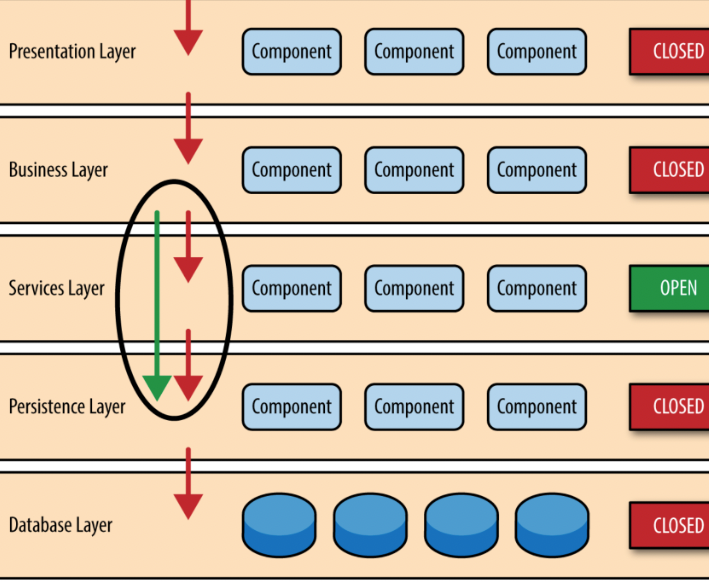 Presentation Layer Component Component Component CLOSED
Business Layer Component Component Component CLOSED
Services Layer Component Component Component OPEN
Persistence Layer Component Component Component CLOSED
Database Layer CLOSED